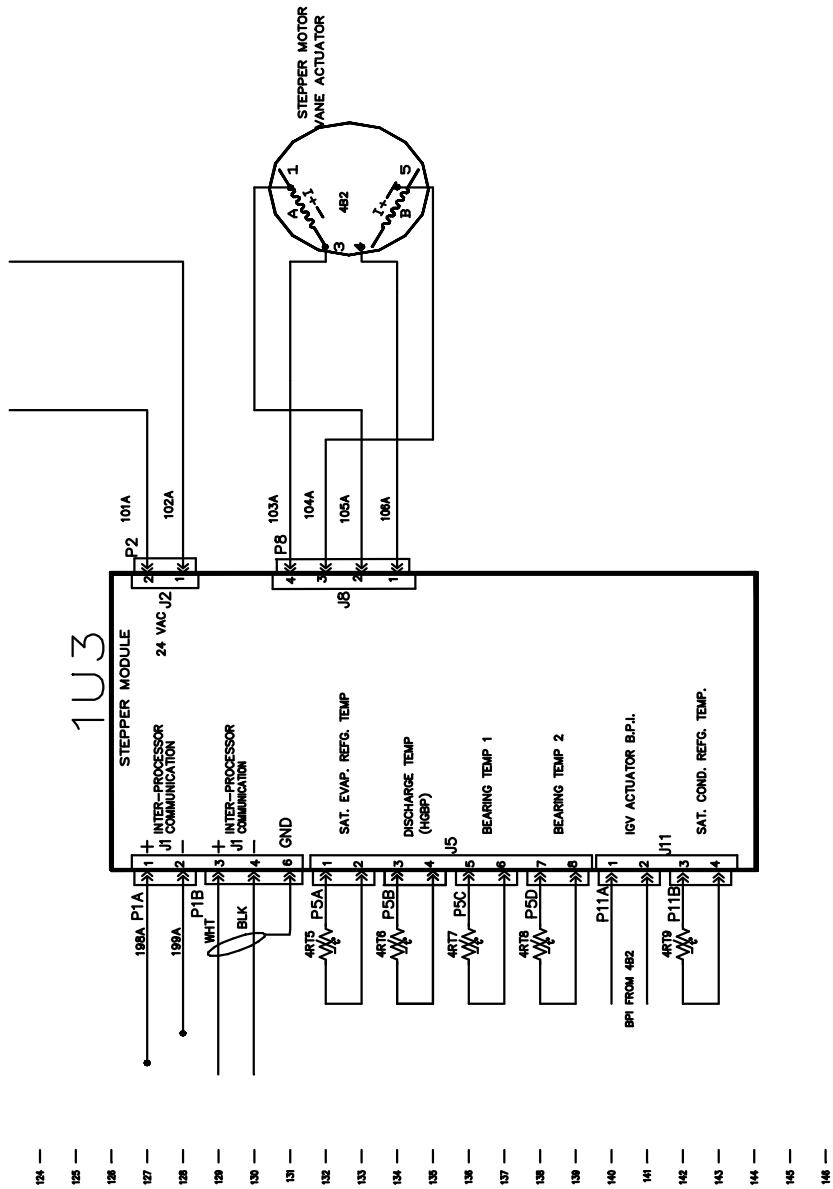 STEPPER MOTOR
VANE ACTUATOR
1
5
A
I+
4B2
I+
B
3
4
101A
102A
103A
104A
105A
106A
P2
P8
2
1
4
3
2
1
J2
J8
24 VAC
1U3
STEPPER MODULE
+ INTER-PROCESSOR
J1 COMMUNICATION
-
+ INTER-PROCESSOR
J1 COMMUNICATION
-
GND
SAT. EVAP. REFG. TEMP
DISCHARGE TEMP
(HGBP)
BEARING TEMP 1
BEARING TEMP 2
IGV ACTUATOR B.P.I.
SAT. COND. REFG. TEMP.
J5
J11
1
2
3
4
6
1
2
3
4
5
6
7
8
1
2
3
4
P1A
P1B
P5A
P5B
P5C
P5D
P11A
P11B
198A
199A
WHT
BLK
4RT5
4RT6
4RT7
4RT8
BPI FROM 4B2
4RT9
124
125
126
127
128
129
130
131
132
133
134
135
136
137
138
139
140
141
142
143
144
145
146